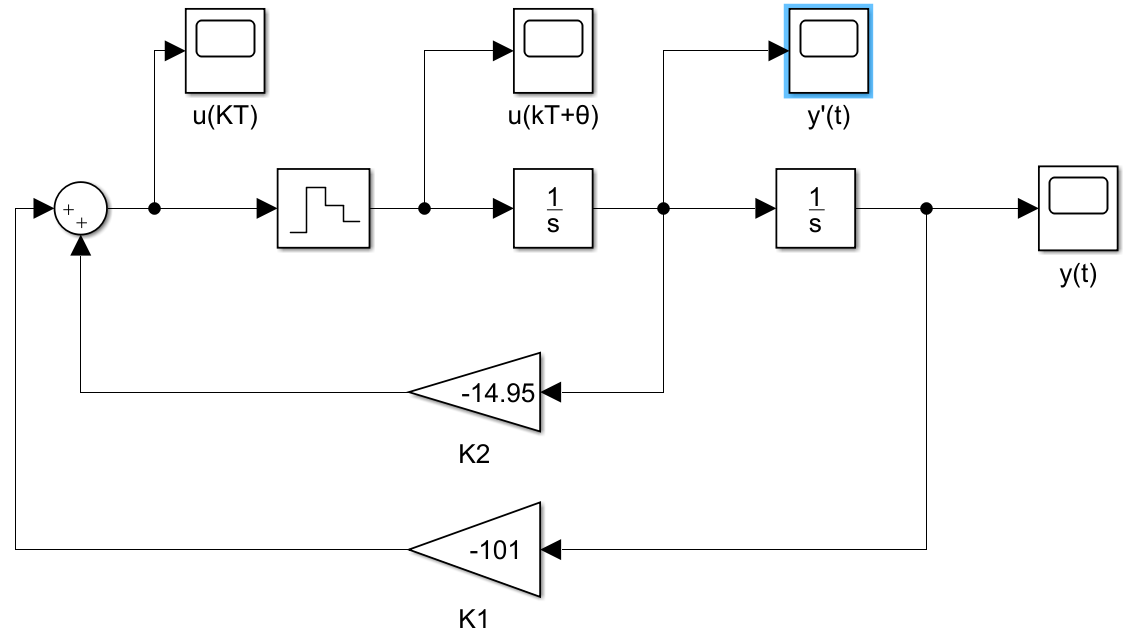 u(KT)
u(kT+θ)
y'(t)
+
+
1
s
1
s
y(t)
-14.95
K2
-101
K1